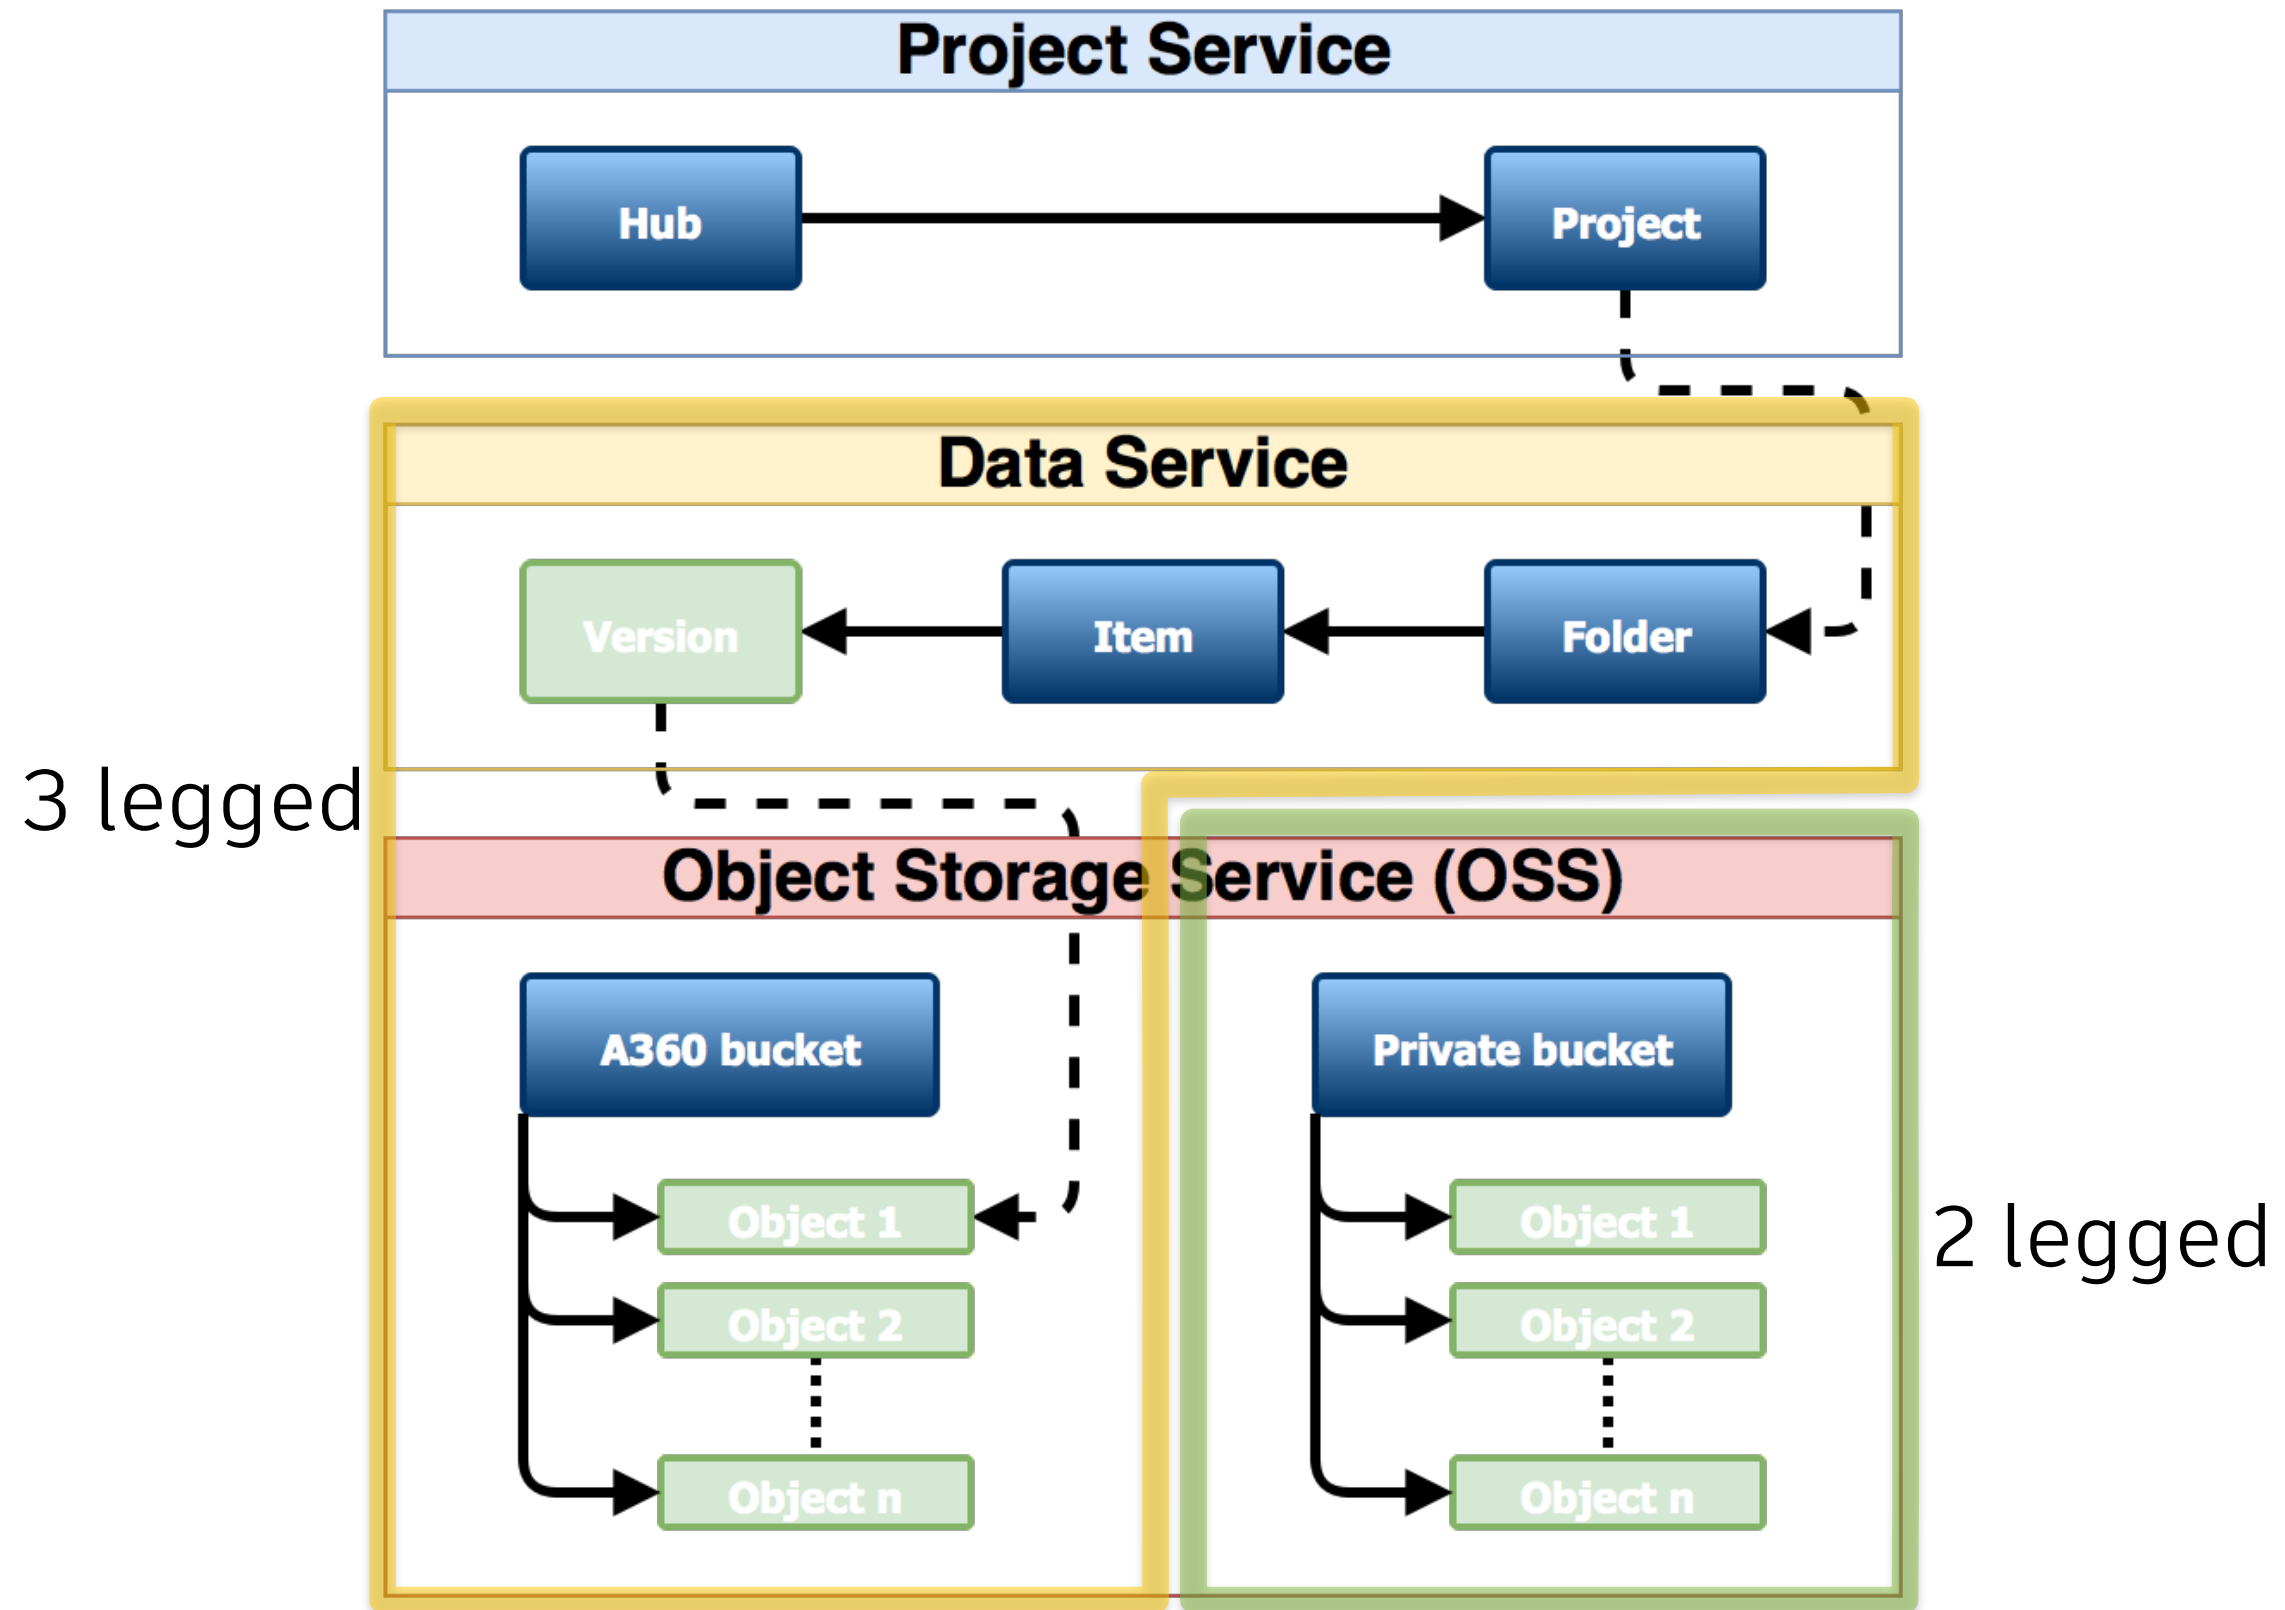 Project Service
Hub
Project
Data Service
Version
Item
Folder
3 legged
Object Storage Service (OSS)
A360 bucket
Private bucket
Object 1
Object 1
2 legged
Object 2
Object 2
Object n
Object n